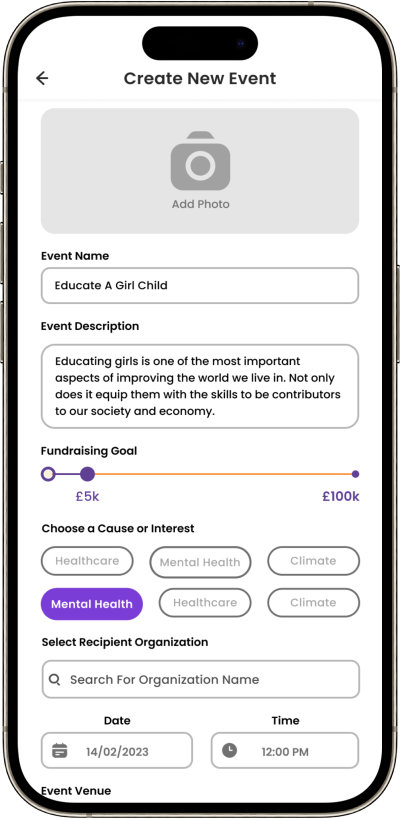 Create New Event
Add Photo
Event Name
Educate A Girl Child
Event Description
Educating girls is one of the most important
aspects of improving the world we live in. Not only
does it equip them with the skills to be contributors
to our society and economy.
Fundraising Goal
£5k £100k
Choose a Cause or Interest
Healthcare Mental Health Climate
Mental Health Healthcare Climate
Select Recipient Organization
Search For Organization Name
Date Time
14/02/2023 12:00 PM
Event Venue